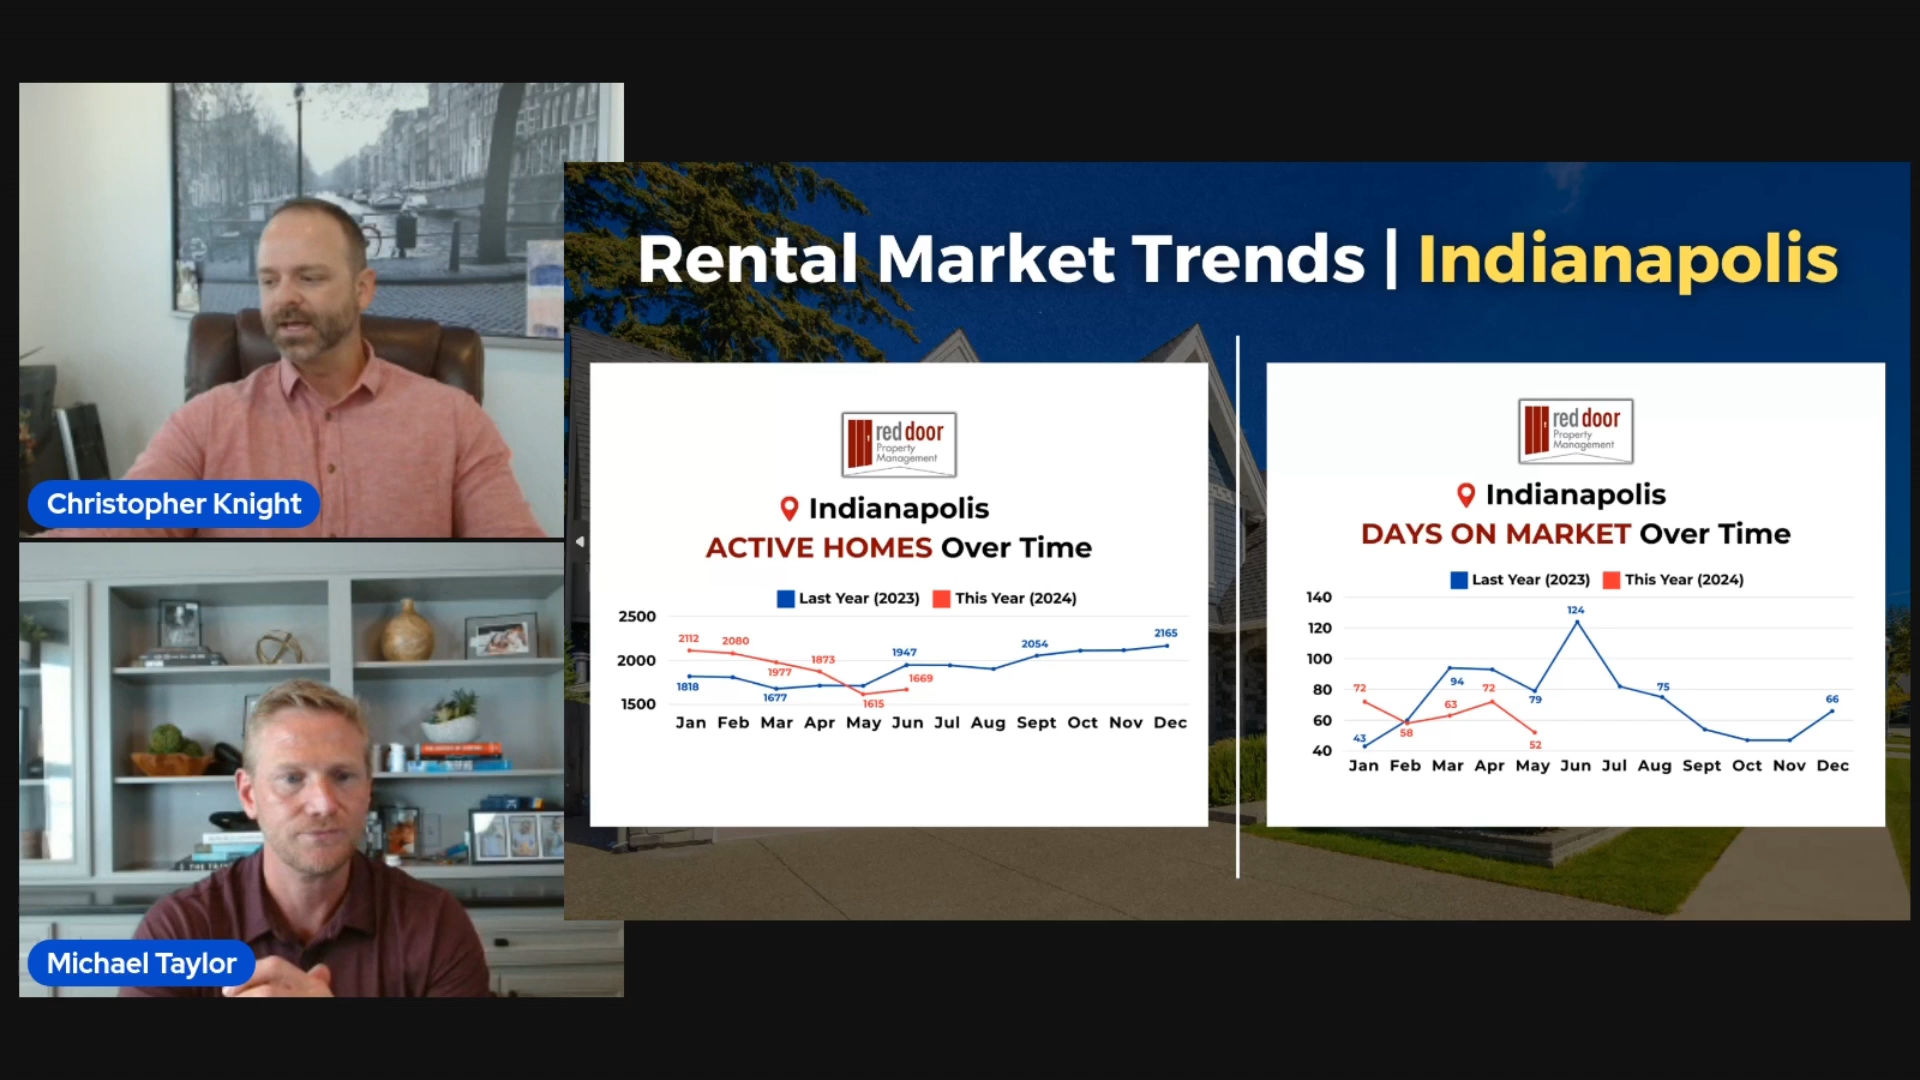 Christopher Knight
Michael Taylor
Rental Market Trends | Indianapolis
red door
Property
Management
Indianapolis
ACTIVE HOMES Over Time
Last Year (2023) This Year (2024)
2500
2000
1500
2112 2080 1977 1873 1615 1669
1818 1677 1947 2054 2165
Jan Feb Mar Apr May Jun Jul Aug Sept Oct Nov Dec
red door
Property
Management
Indianapolis
DAYS ON MARKET Over Time
Last Year (2023) This Year (2024)
140
120
100
80
60
40
72 58 63 72 52
43 94 79 124 75 66
Jan Feb Mar Apr May Jun Jul Aug Sept Oct Nov Dec